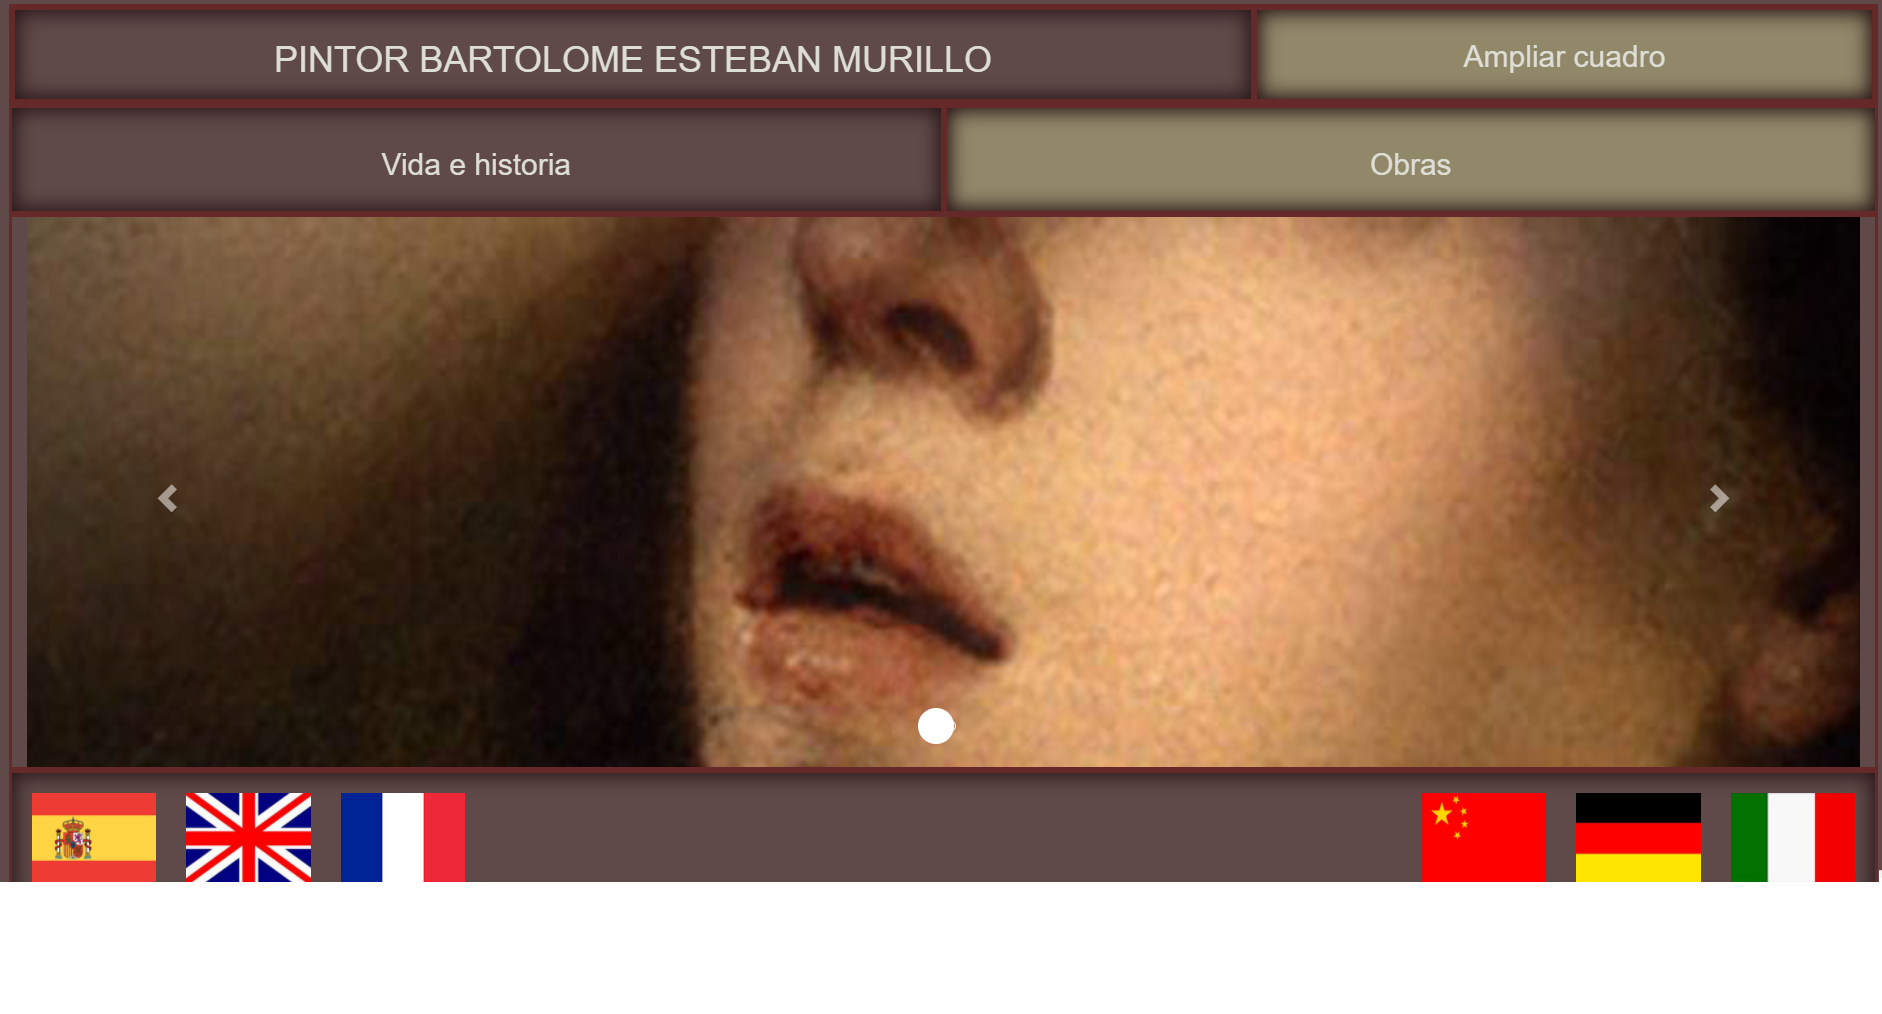 PINTOR BARTOLOME ESTEBAN MURILLO
Ampliar cuadro
Vida e historia
Obras